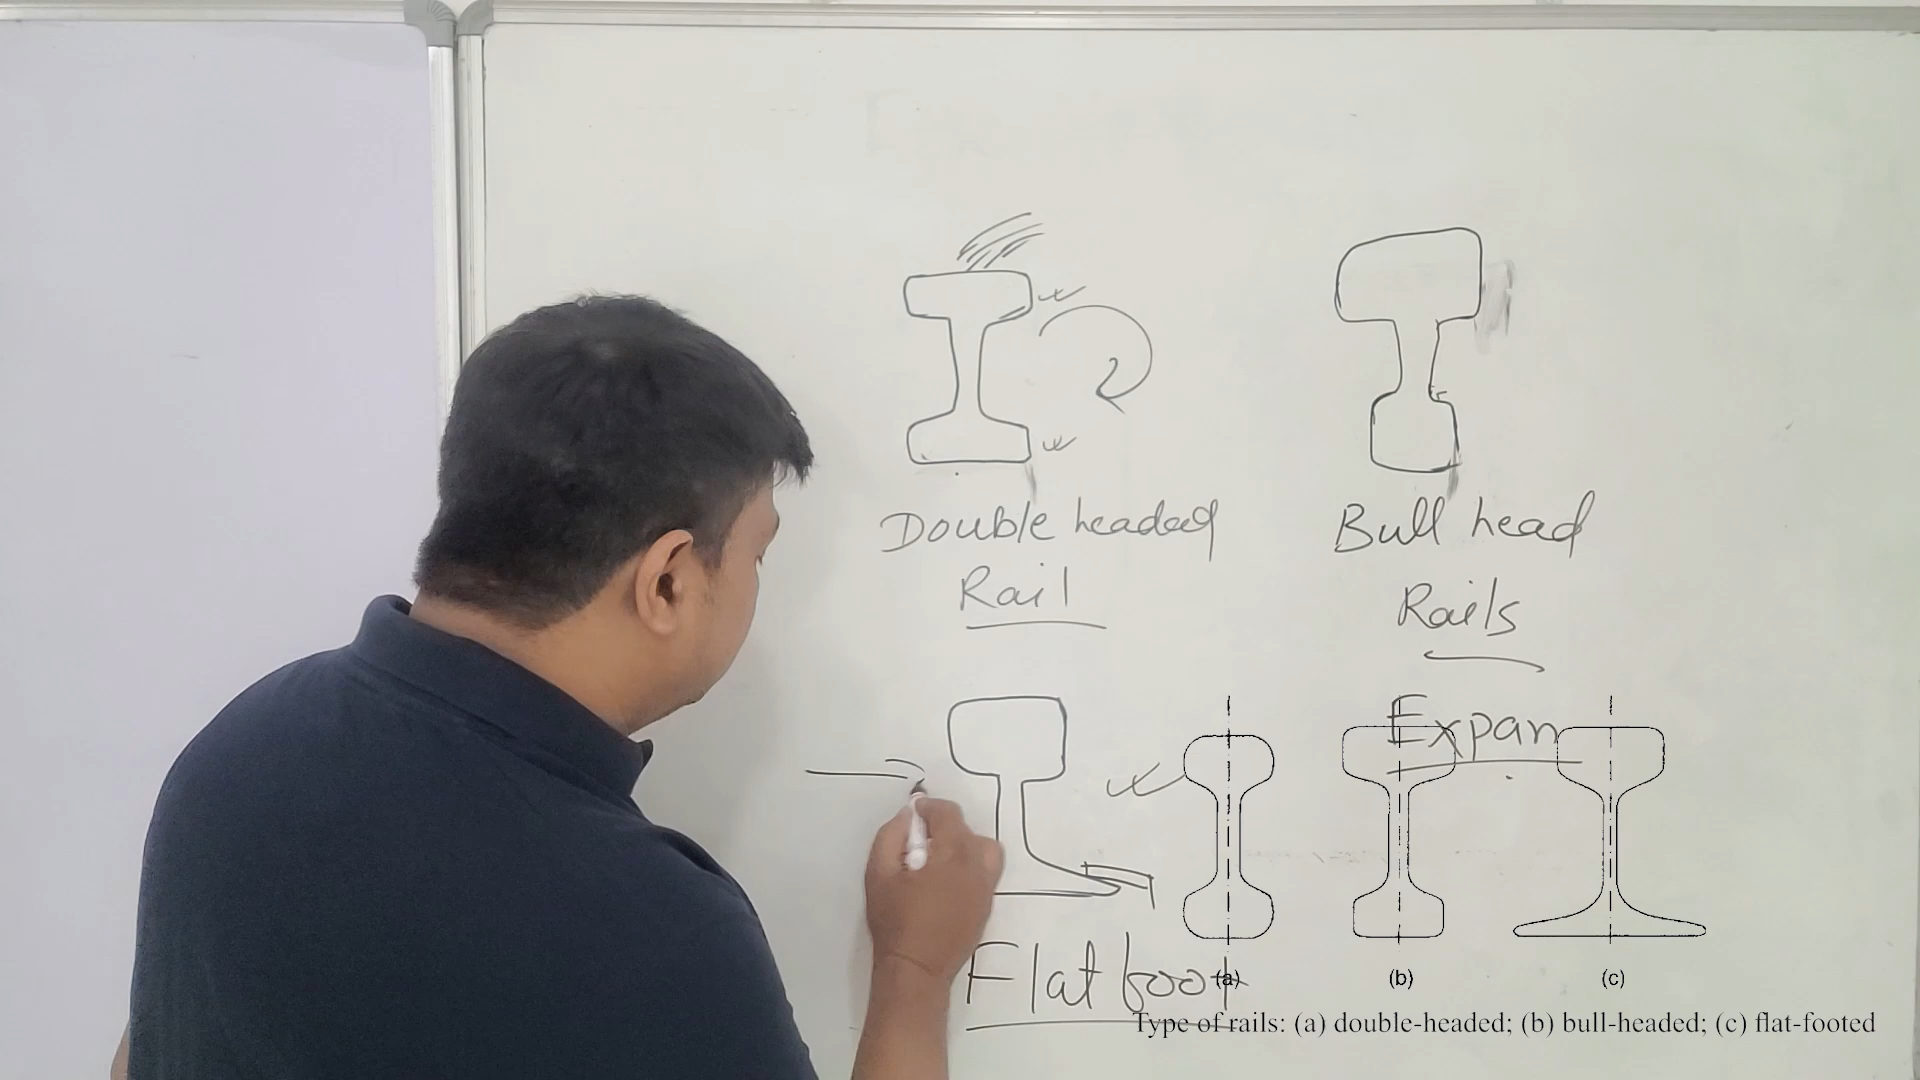 Double headed
Rail
Bull head
Rails
Expan
Flat foot
(a)
(b)
(c)
Type of rails: (a) double-headed; (b) bull-headed; (c) flat-footed